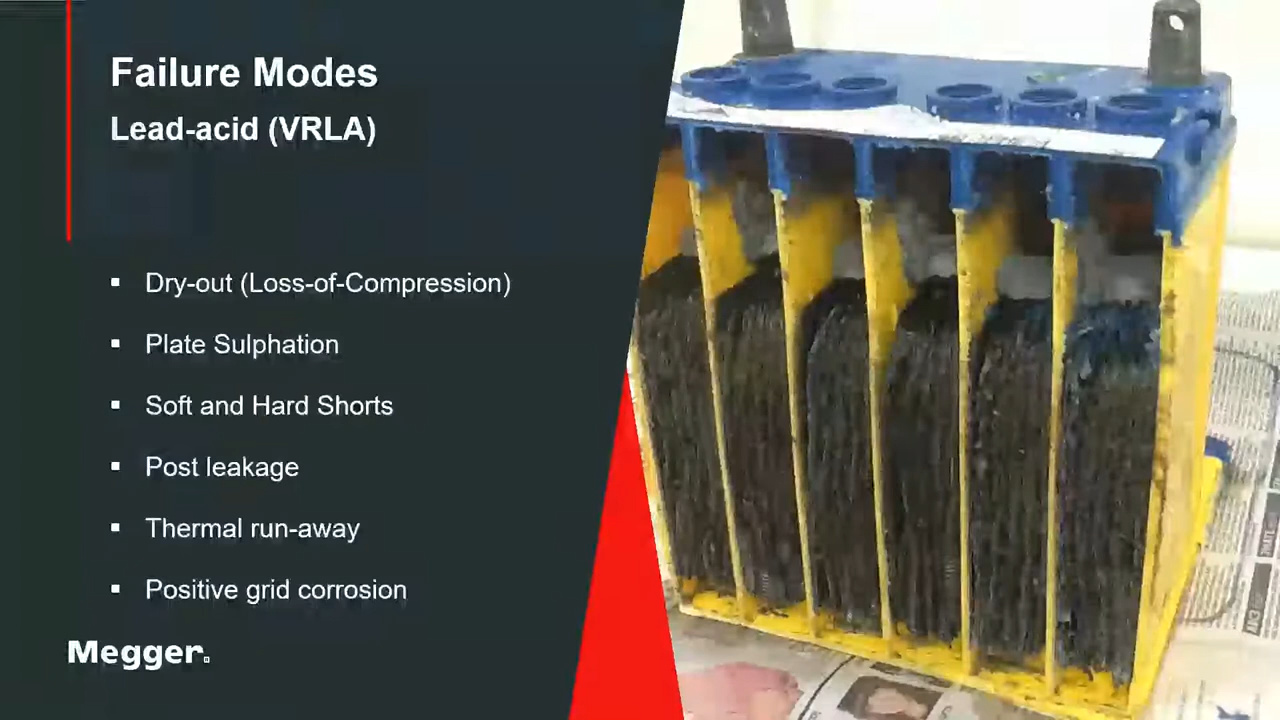 Failure Modes
Lead-acid (VRLA)
▪ Dry-out (Loss-of-Compression)
▪ Plate Sulphation
▪ Soft and Hard Shorts
▪ Post leakage
▪ Thermal run-away
▪ Positive grid corrosion
Megger